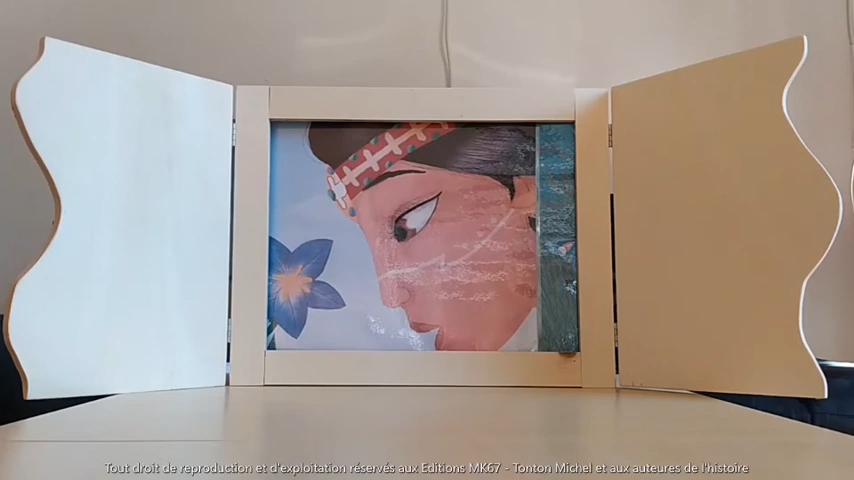 Tout droit de reproduction et d'exploitation réservés aux Editions MK67 - Tonton Michel et aux auteures de l'histoire